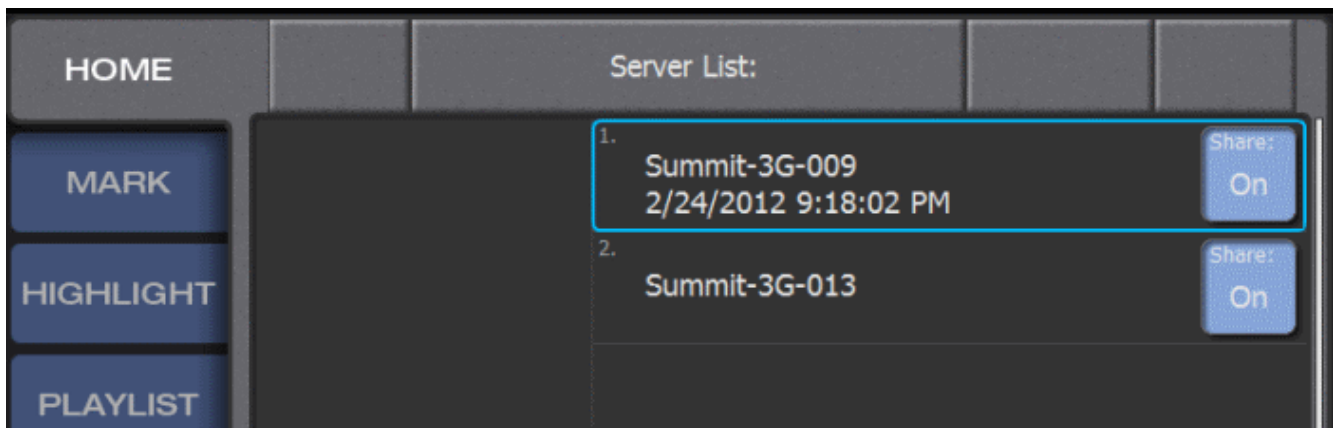 HOME
Server List:
MARK
HIGHLIGHT
PLAYLIST
1.
Summit-3G-009
2/24/2012 9:18:02 PM
Share:
On
2.
Summit-3G-013
Share:
On